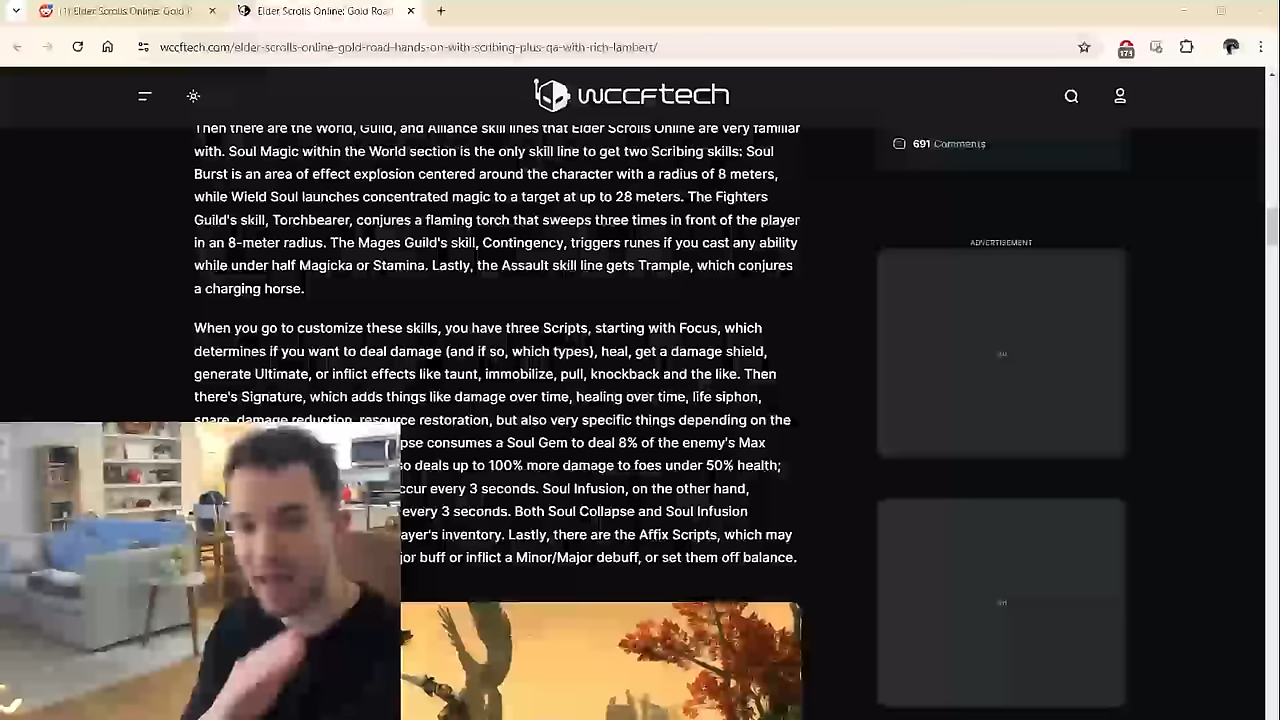 (1) Elder Scrolls Online: Gold
Elder Scrolls Online: Gold Road
wccftech.com/elder-scrolls-online-gold-road-hands-on-with-scribing-plus-qa-with-rich-lambert/
173
wccftech
Then there are the World, Guild, and Alliance skill lines that Elder Scrolls Online are very familiar
with. Soul Magic within the World section is the only skill line to get two Scribing skills: Soul
Burst is an area of effect explosion centered around the character with a radius of 8 meters,
while Wield Soul launches concentrated magic to a target at up to 28 meters. The Fighters
Guild's skill, Torchbearer, conjures a flaming torch that sweeps three times in front of the player
in an 8-meter radius. The Mages Guild's skill, Contingency, triggers runes if you cast any ability
while under half Magicka or Stamina. Lastly, the Assault skill line gets Trample, which conjures
a charging horse.
When you go to customize these skills, you have three Scripts, starting with Focus, which
determines if you want to deal damage (and if so, which types), heal, get a damage shield,
generate Ultimate, or inflict effects like taunt, immobilize, pull, knockback and the like. Then
there's Signature, which adds things like damage over time, healing over time, life siphon,
snare, damage reduction, resource restoration, but also very specific things depending on the
pse consumes a Soul Gem to deal 8% of the enemy's Max
so deals up to 100% more damage to foes under 50% health;
ccur every 3 seconds. Soul Infusion, on the other hand,
every 3 seconds. Both Soul Collapse and Soul Infusion
ayer's inventory. Lastly, there are the Affix Scripts, which may
jor buff or inflict a Minor/Major debuff, or set them off balance.
691 Comments
ADVERTISEMENT